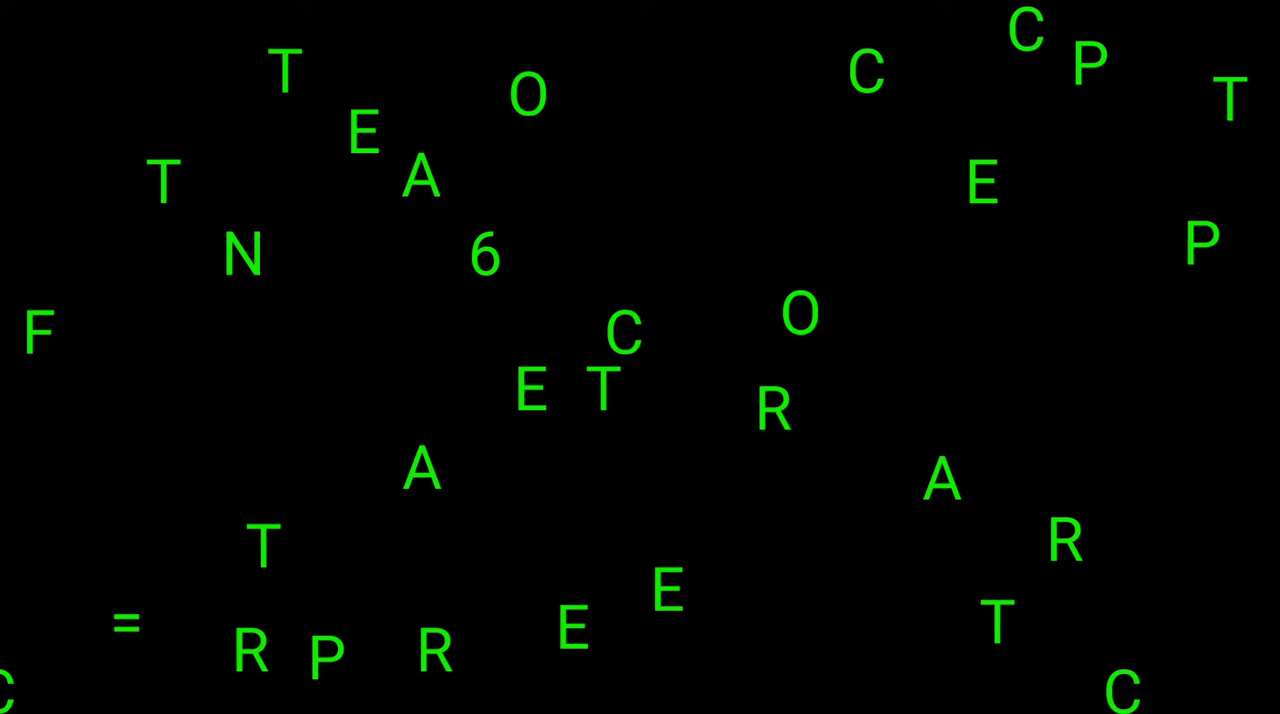 C
T C P
O T
E
T A E
N 6 P
F C O
E T R
A A
T R
= E T
R P R E
C C